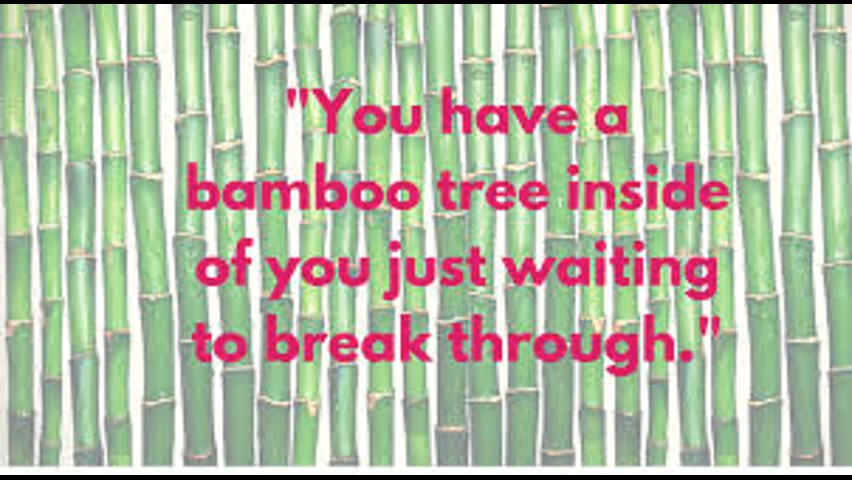 "You have a
bamboo tree inside
of you just waiting
to break through."